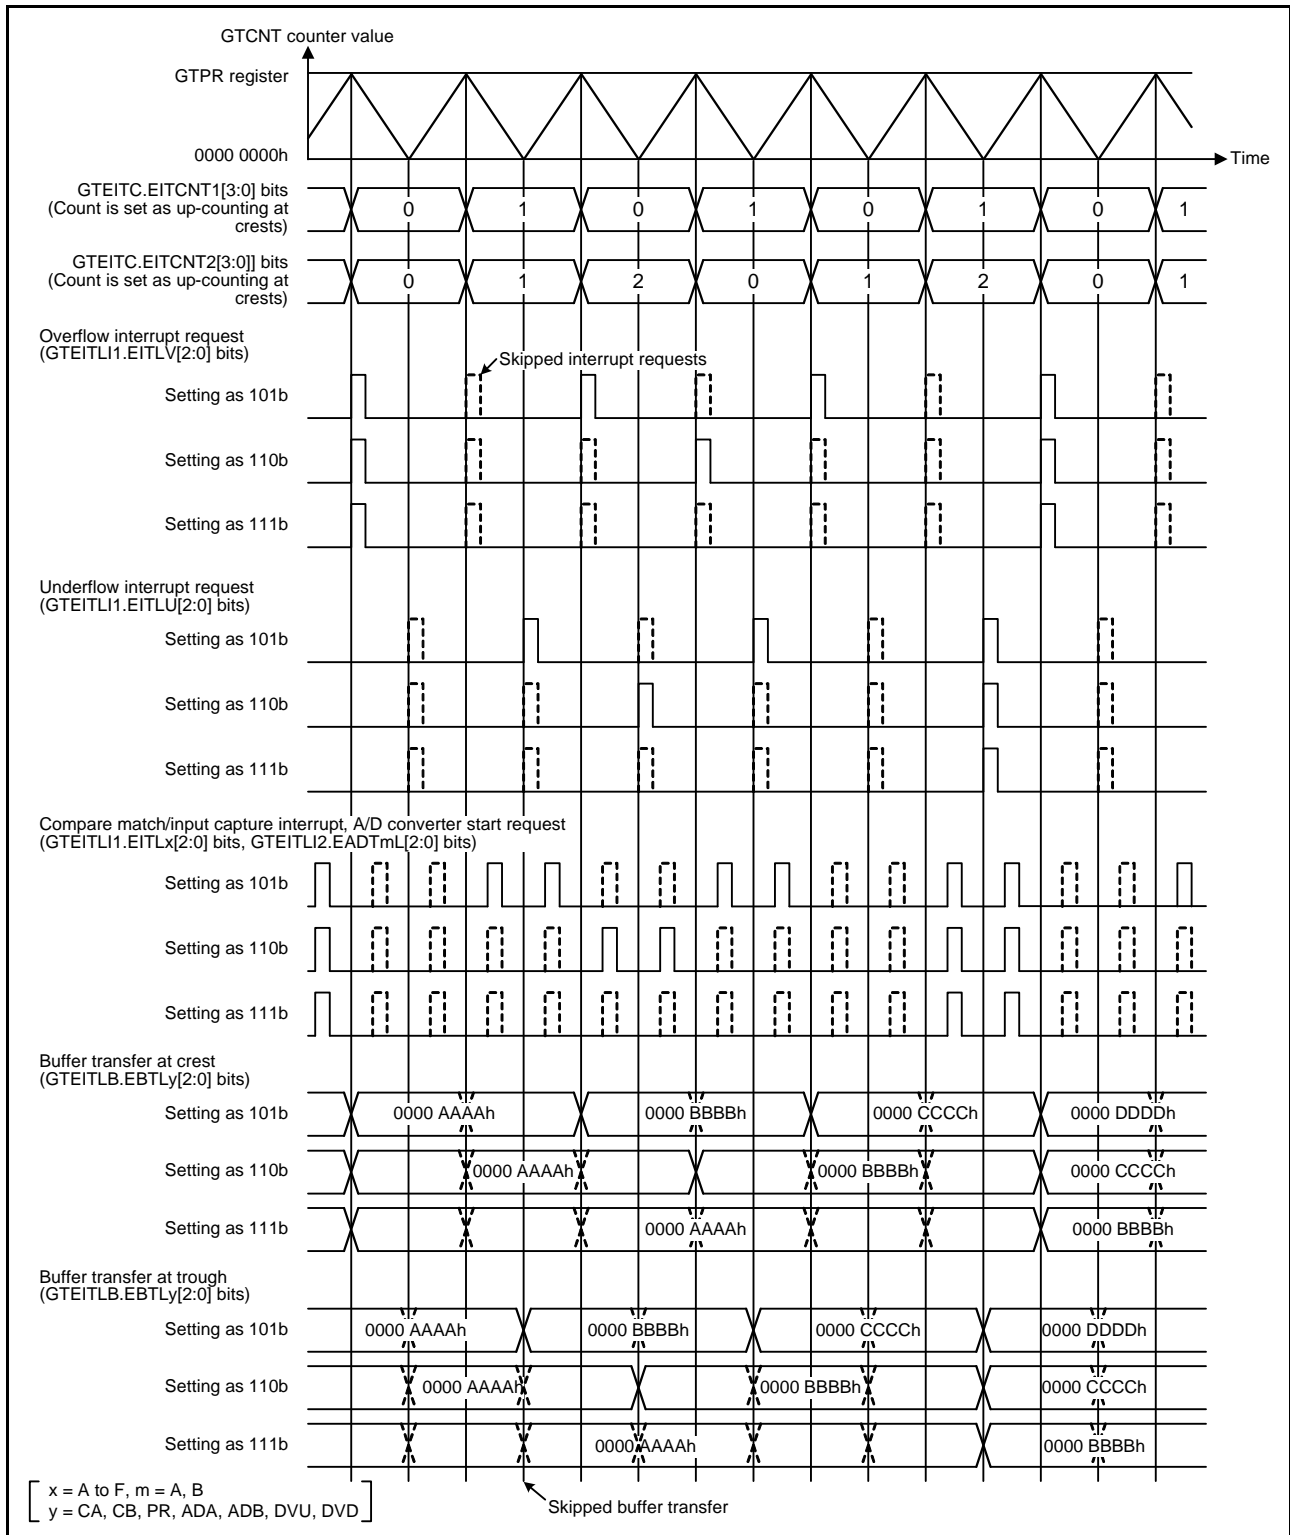 GTCNT counter value
GTPR register
0000 0000h
Time
GTEITC.EITCNT1[3:0] bits
(Count is set as up-counting at
crests)
0 1 0 1 0 1 0 1
GTEITC.EITCNT2[3:0]] bits
(Count is set as up-counting at
crests)
0 1 2 0 1 2 0 1
Overflow interrupt request
(GTEITLI1.EITLV[2:0] bits)
Skipped interrupt requests
Setting as 101b
Setting as 110b
Setting as 111b
Underflow interrupt request
(GTEITLI1.EITLU[2:0] bits)
Setting as 101b
Setting as 110b
Setting as 111b
Compare match/input capture interrupt, A/D converter start request
(GTEITLI1.EITLx[2:0] bits, GTEITLI2.EADTmL[2:0] bits)
Setting as 101b
Setting as 110b
Setting as 111b
Buffer transfer at crest
(GTEITLB.EBTLy[2:0] bits)
Setting as 101b 0000 AAAAh 0000 BBBBh 0000 CCCCh 0000 DDDDh
Setting as 110b 0000 AAAAh 0000 BBBBh 0000 CCCCh
Setting as 111b 0000 AAAAh 0000 BBBBh
Buffer transfer at trough
(GTEITLB.EBTLy[2:0] bits)
Setting as 101b 0000 AAAAh 0000 BBBBh 0000 CCCCh 0000 DDDDh
Setting as 110b 0000 AAAAh 0000 BBBBh 0000 CCCCh
Setting as 111b 0000 AAAAh 0000 BBBBh
x = A to F, m = A, B
y = CA, CB, PR, ADA, ADB, DVU, DVD
Skipped buffer transfer